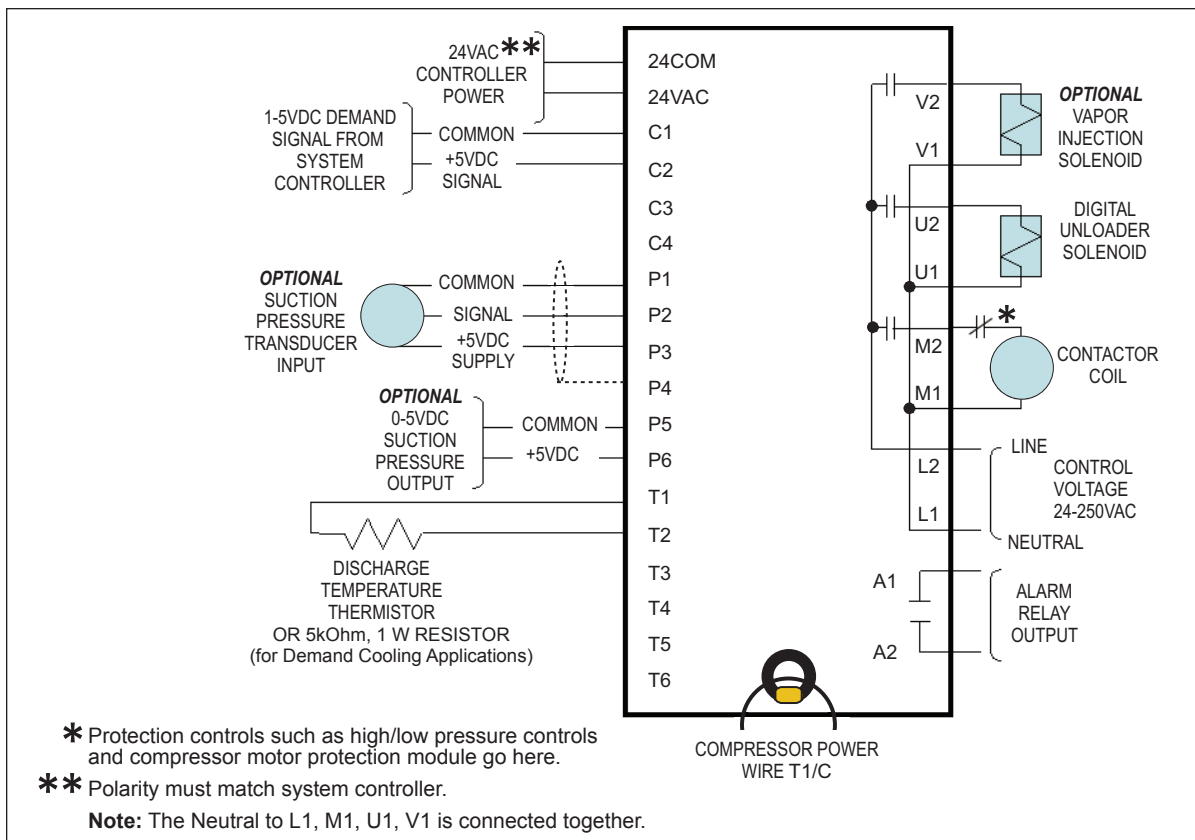 24VAC **
CONTROLLER
POWER
1-5VDC DEMAND
SIGNAL FROM
SYSTEM
CONTROLLER
COMMON
+5VDC
SIGNAL
OPTIONAL
SUCTION
PRESSURE
TRANSDUCER
INPUT
COMMON
SIGNAL
+5VDC
SUPPLY
OPTIONAL
0-5VDC
SUCTION
PRESSURE
OUTPUT
COMMON
+5VDC
DISCHARGE
TEMPERATURE
THERMISTOR
OR 5kOhm, 1 W RESISTOR
(for Demand Cooling Applications)
24COM
24VAC
C1
C2
C3
C4
P1
P2
P3
P4
P5
P6
T1
T2
T3
T4
T5
T6
V2
V1
U2
U1
M2
M1
L2
L1
A1
A2
OPTIONAL
VAPOR
INJECTION
SOLENOID
DIGITAL
UNLOADER
SOLENOID
*
CONTACTOR
COIL
LINE
CONTROL
VOLTAGE
24-250VAC
NEUTRAL
ALARM
RELAY
OUTPUT
COMPRESSOR POWER
WIRE T1/C
* Protection controls such as high/low pressure controls
and compressor motor protection module go here.
** Polarity must match system controller.
Note: The Neutral to L1, M1, U1, V1 is connected together.